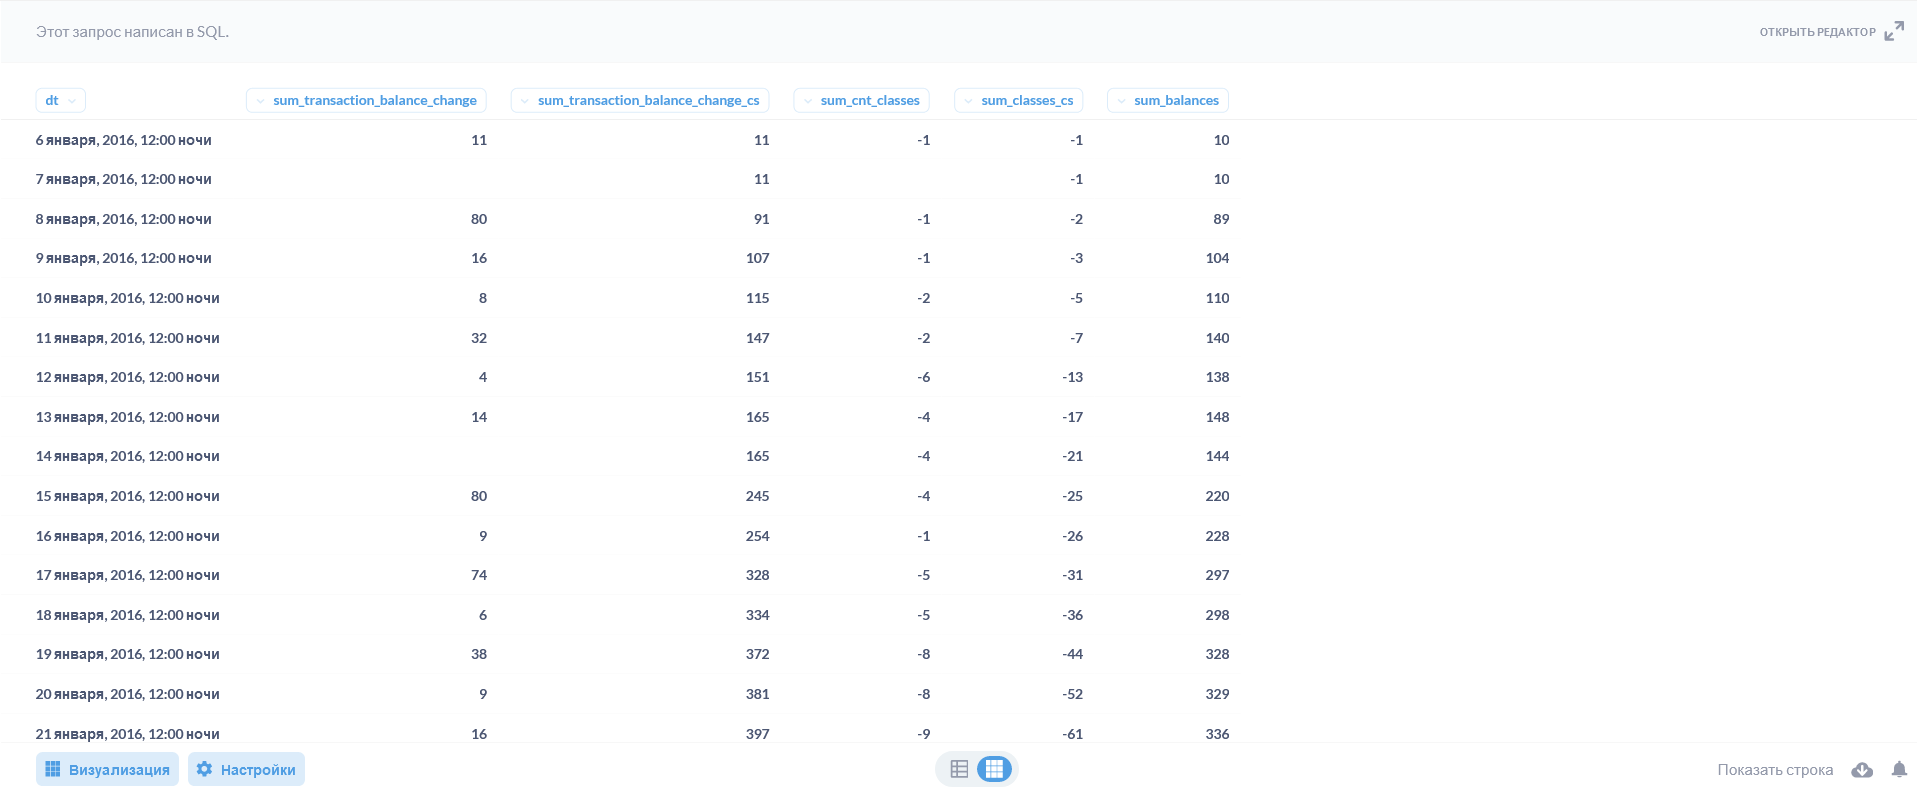 Этот запрос написан в SQL.
ОТКРЫТЬ РЕДАКТОР
dt sum_transaction_balance_change sum_transaction_balance_change_cs sum_cnt_classes sum_classes_cs sum_balances
6 января, 2016, 12:00 ночи 11 11 -1 -1 10
7 января, 2016, 12:00 ночи 11 -1 10
8 января, 2016, 12:00 ночи 80 91 -1 -2 89
9 января, 2016, 12:00 ночи 16 107 -1 -3 104
10 января, 2016, 12:00 ночи 8 115 -2 -5 110
11 января, 2016, 12:00 ночи 32 147 -2 -7 140
12 января, 2016, 12:00 ночи 4 151 -6 -13 138
13 января, 2016, 12:00 ночи 14 165 -4 -17 148
14 января, 2016, 12:00 ночи 165 -4 -21 144
15 января, 2016, 12:00 ночи 80 245 -4 -25 220
16 января, 2016, 12:00 ночи 9 254 -1 -26 228
17 января, 2016, 12:00 ночи 74 328 -5 -31 297
18 января, 2016, 12:00 ночи 6 334 -5 -36 298
19 января, 2016, 12:00 ночи 38 372 -8 -44 328
20 января, 2016, 12:00 ночи 9 381 -8 -52 329
21 января, 2016, 12:00 ночи 16 397 -9 -61 336
Визуализация Настройки Показать строка